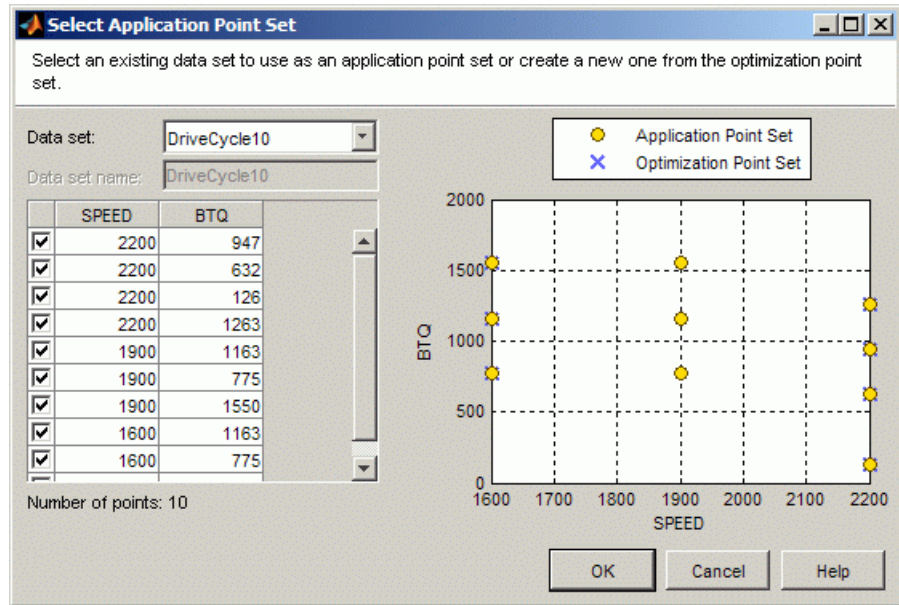 Select Application Point Set
Select an existing data set to use as an application point set or create a new one from the optimization point
set.
Data set: DriveCycle10
Data set name: DriveCycle10
SPEED BTQ
2200 947
2200 632
2200 126
2200 1263
1900 1163
1900 775
1900 1550
1600 1163
1600 775
Number of points: 10
Application Point Set
Optimization Point Set
2000
1500
1000
500
0
BTQ
1600 1700 1800 1900 2000 2100 2200
SPEED
OK Cancel Help